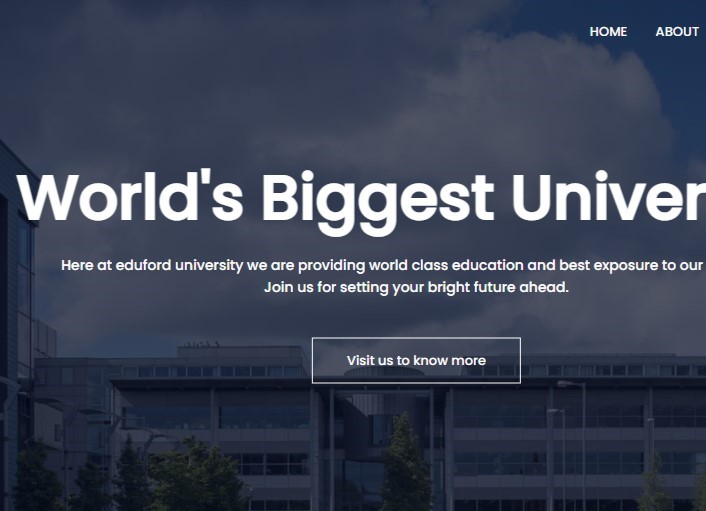 HOME ABOUT
World's Biggest Univer
Here at eduford university we are providing world class education and best exposure to our
Join us for setting your bright future ahead.
Visit us to know more